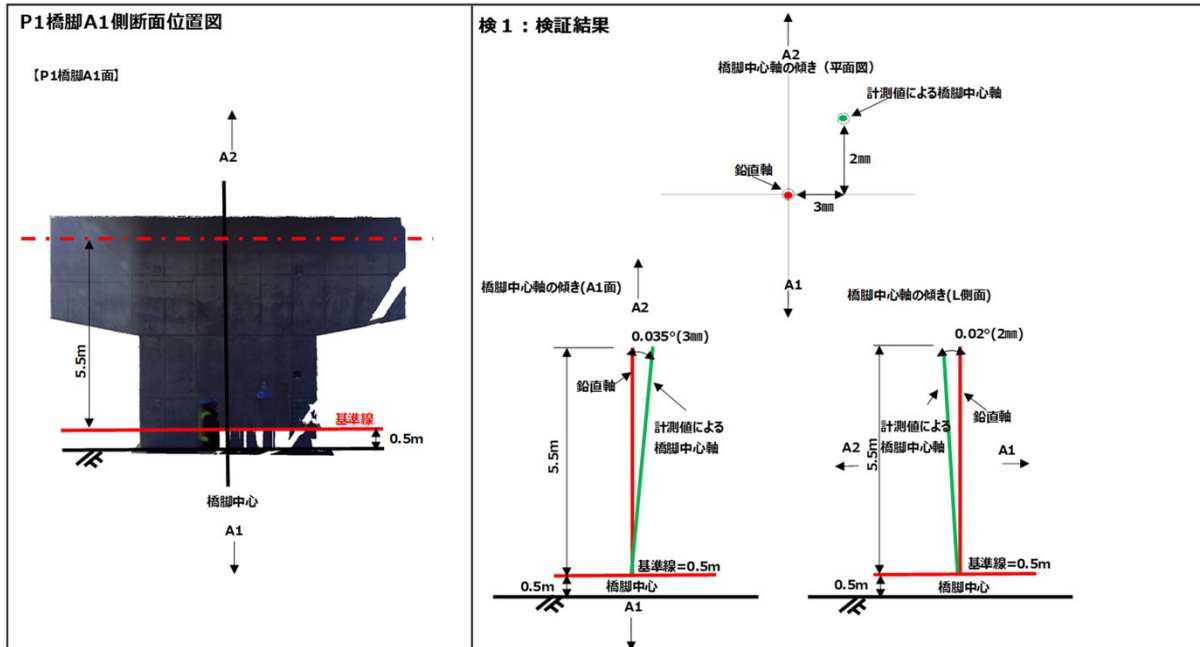 P1橋脚A1側断面位置図
【P1橋脚A1面】
A2
5.5m
基準線
0.5m
橋脚中心
A1
検1:検証結果
A2
橋脚中心軸の傾き(平面図)
計測値による橋脚中心軸
鉛直軸
2㎜
3㎜
A1
橋脚中心軸の傾き(A1面)
A2
0.035°(3㎜)
鉛直軸
計測値による
橋脚中心軸
5.5m
基準線=0.5m
0.5m
橋脚中心
A1
橋脚中心軸の傾き(L側面)
0.02°(2㎜)
鉛直軸
計測値による
橋脚中心軸
A2
5.5m
A1
基準線=0.5m
0.5m
橋脚中心